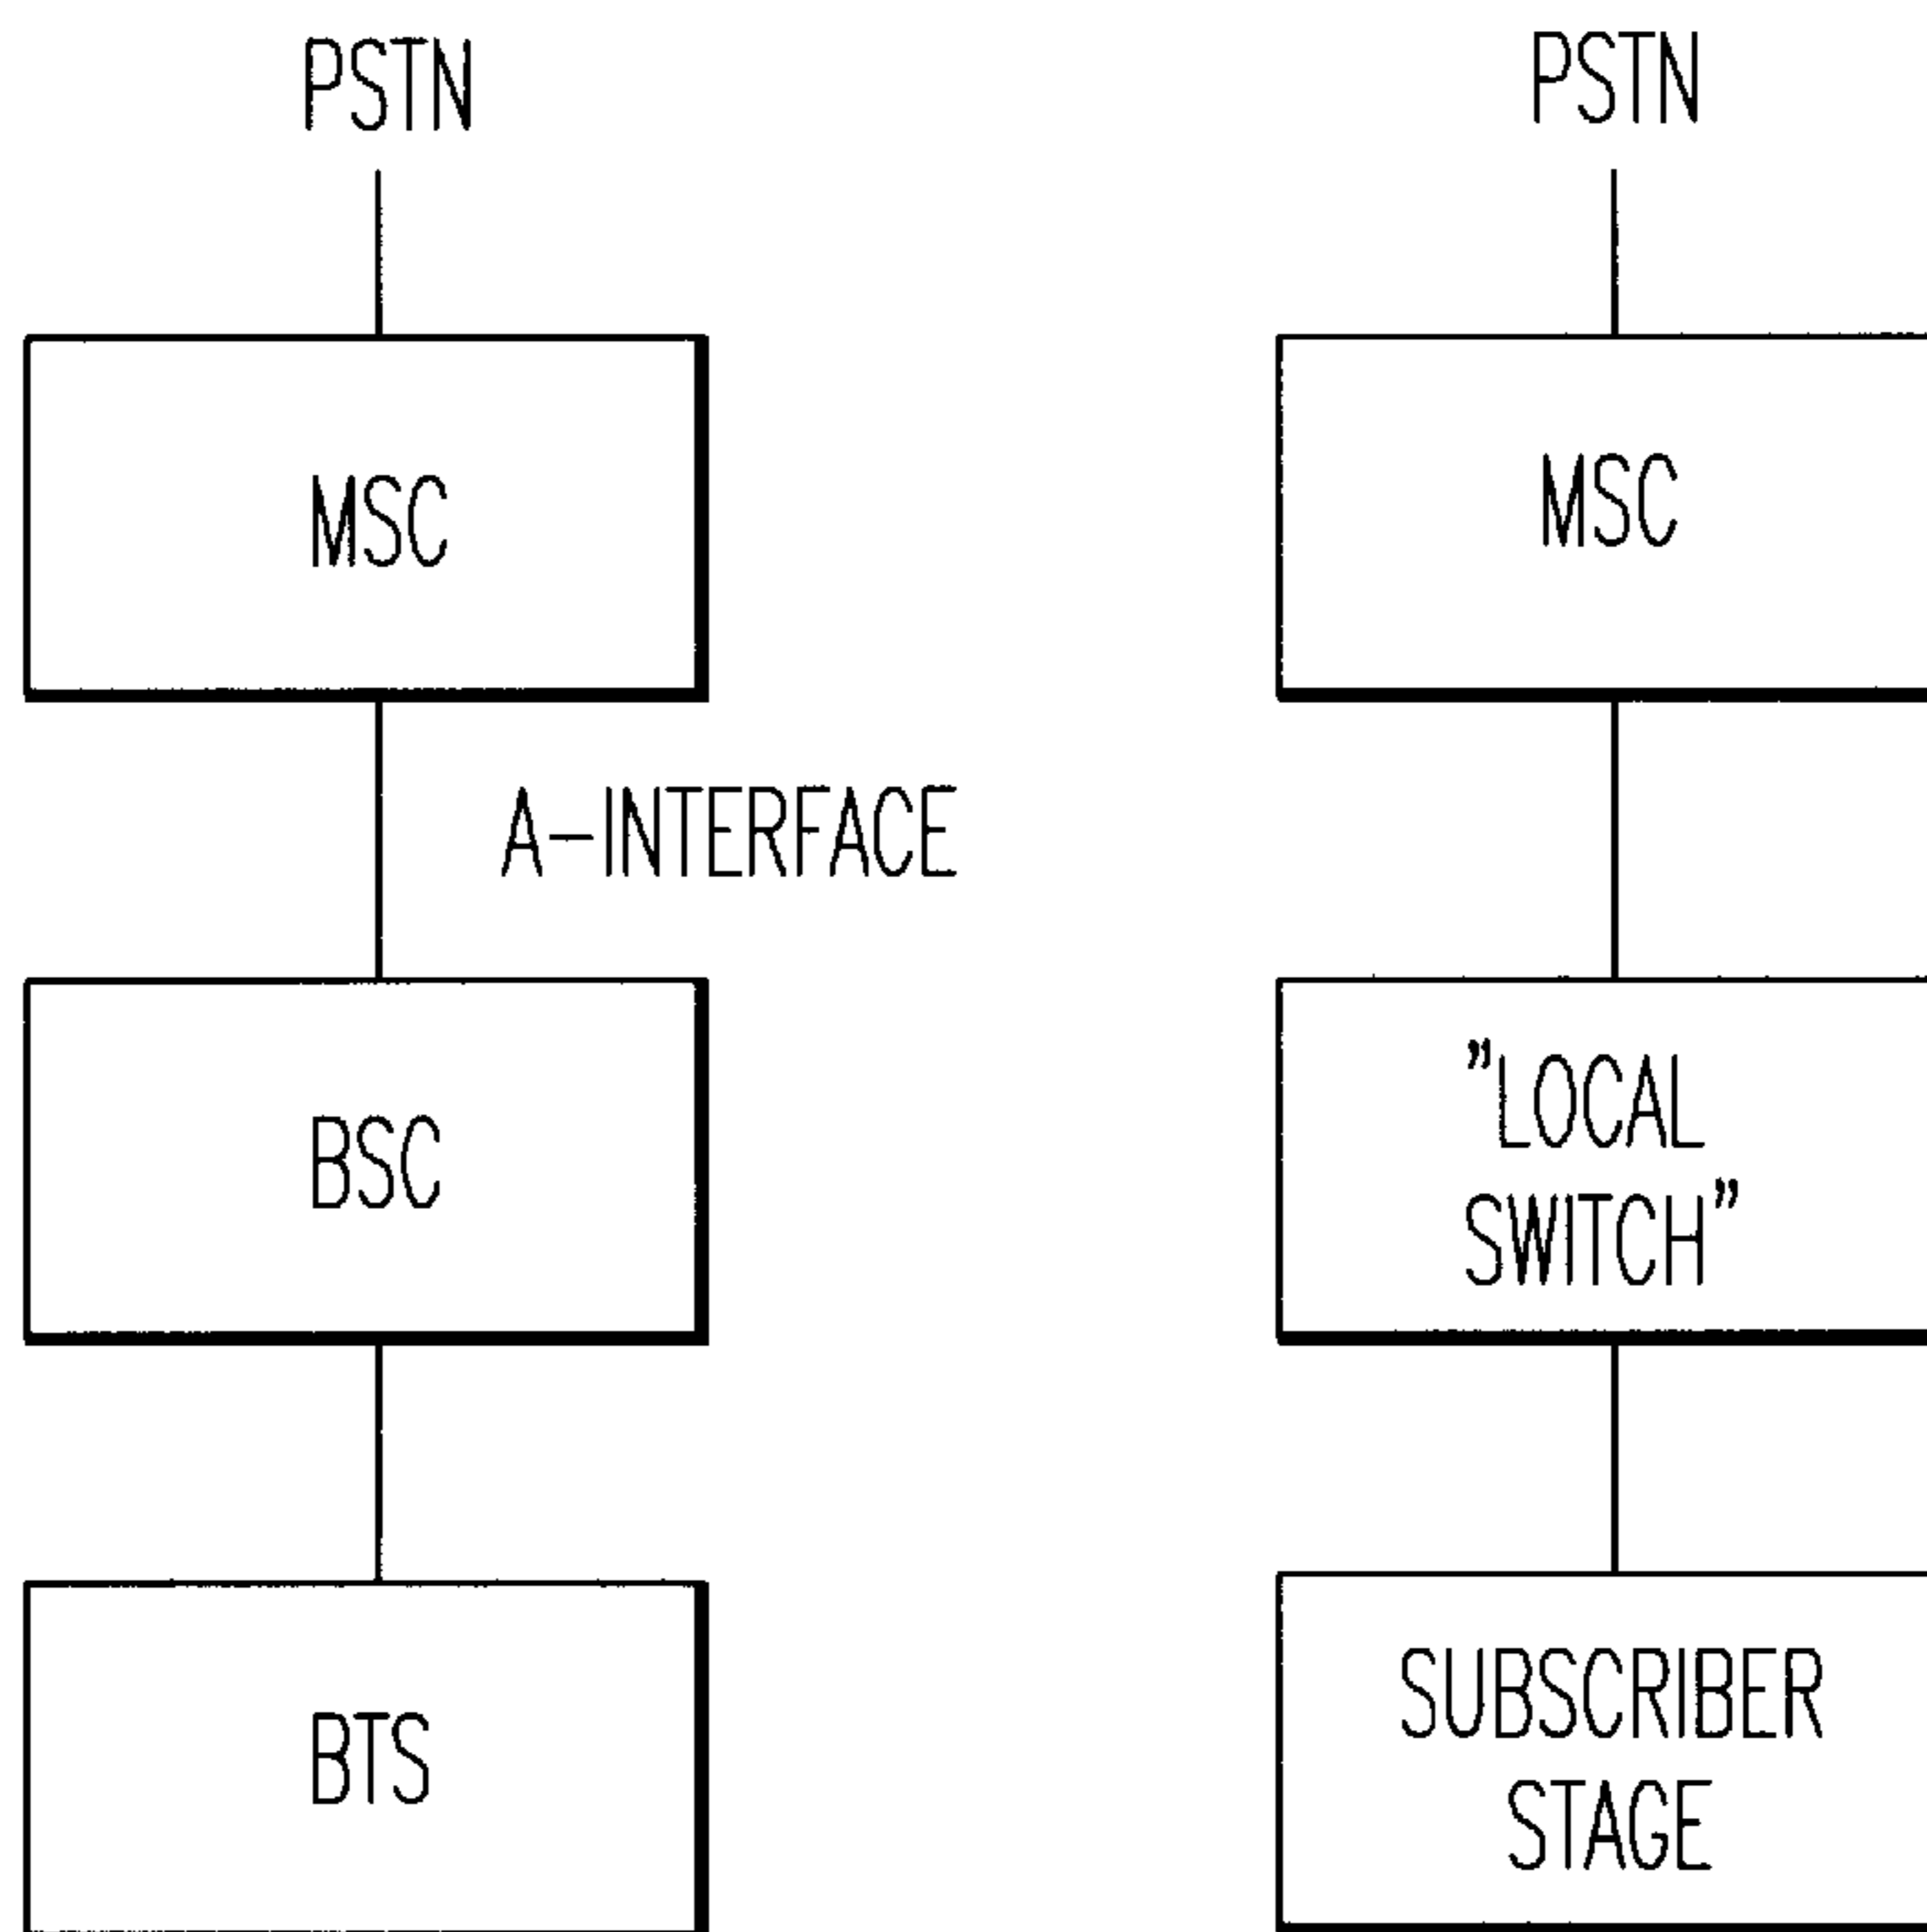 PSTN
MSC
A-INTERFACE
BSC
BTS
PSTN
MSC
"LOCAL
SWITCH"
SUBSCRIBER
STAGE